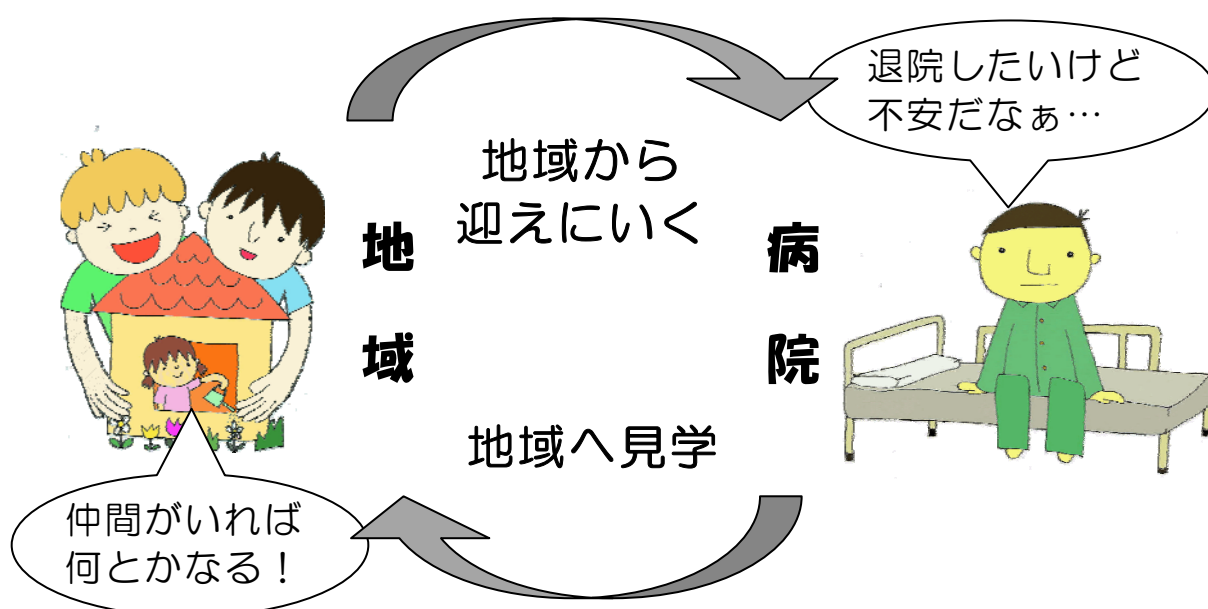 退院したいけど
不安だなぁ…
地域から
迎えにいく
地域
病院
地域へ見学
仲間がいれば
何とかなる！